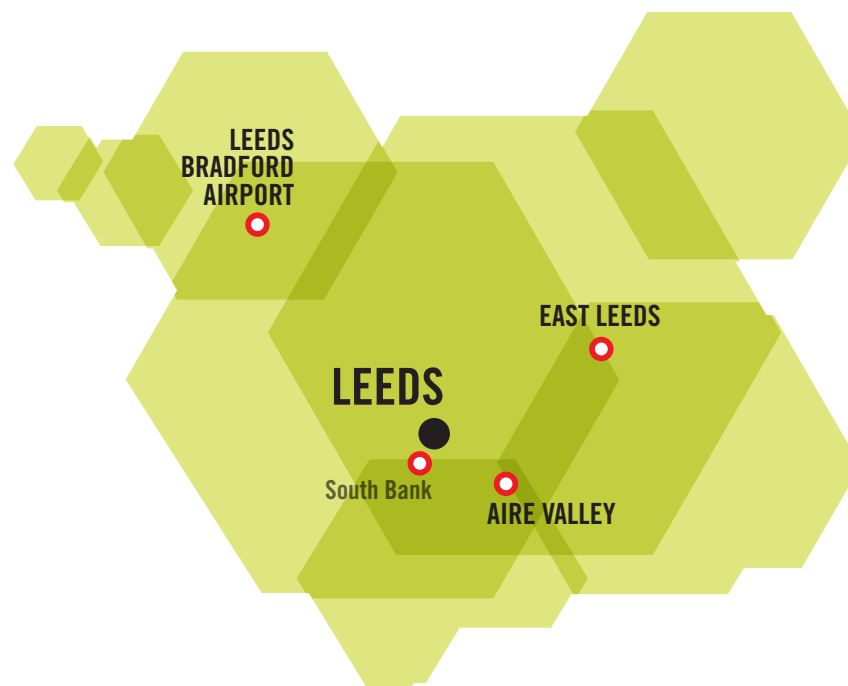 LEEDS
BRADFORD
AIRPORT
EAST LEEDS
LEEDS
South Bank
AIRE VALLEY